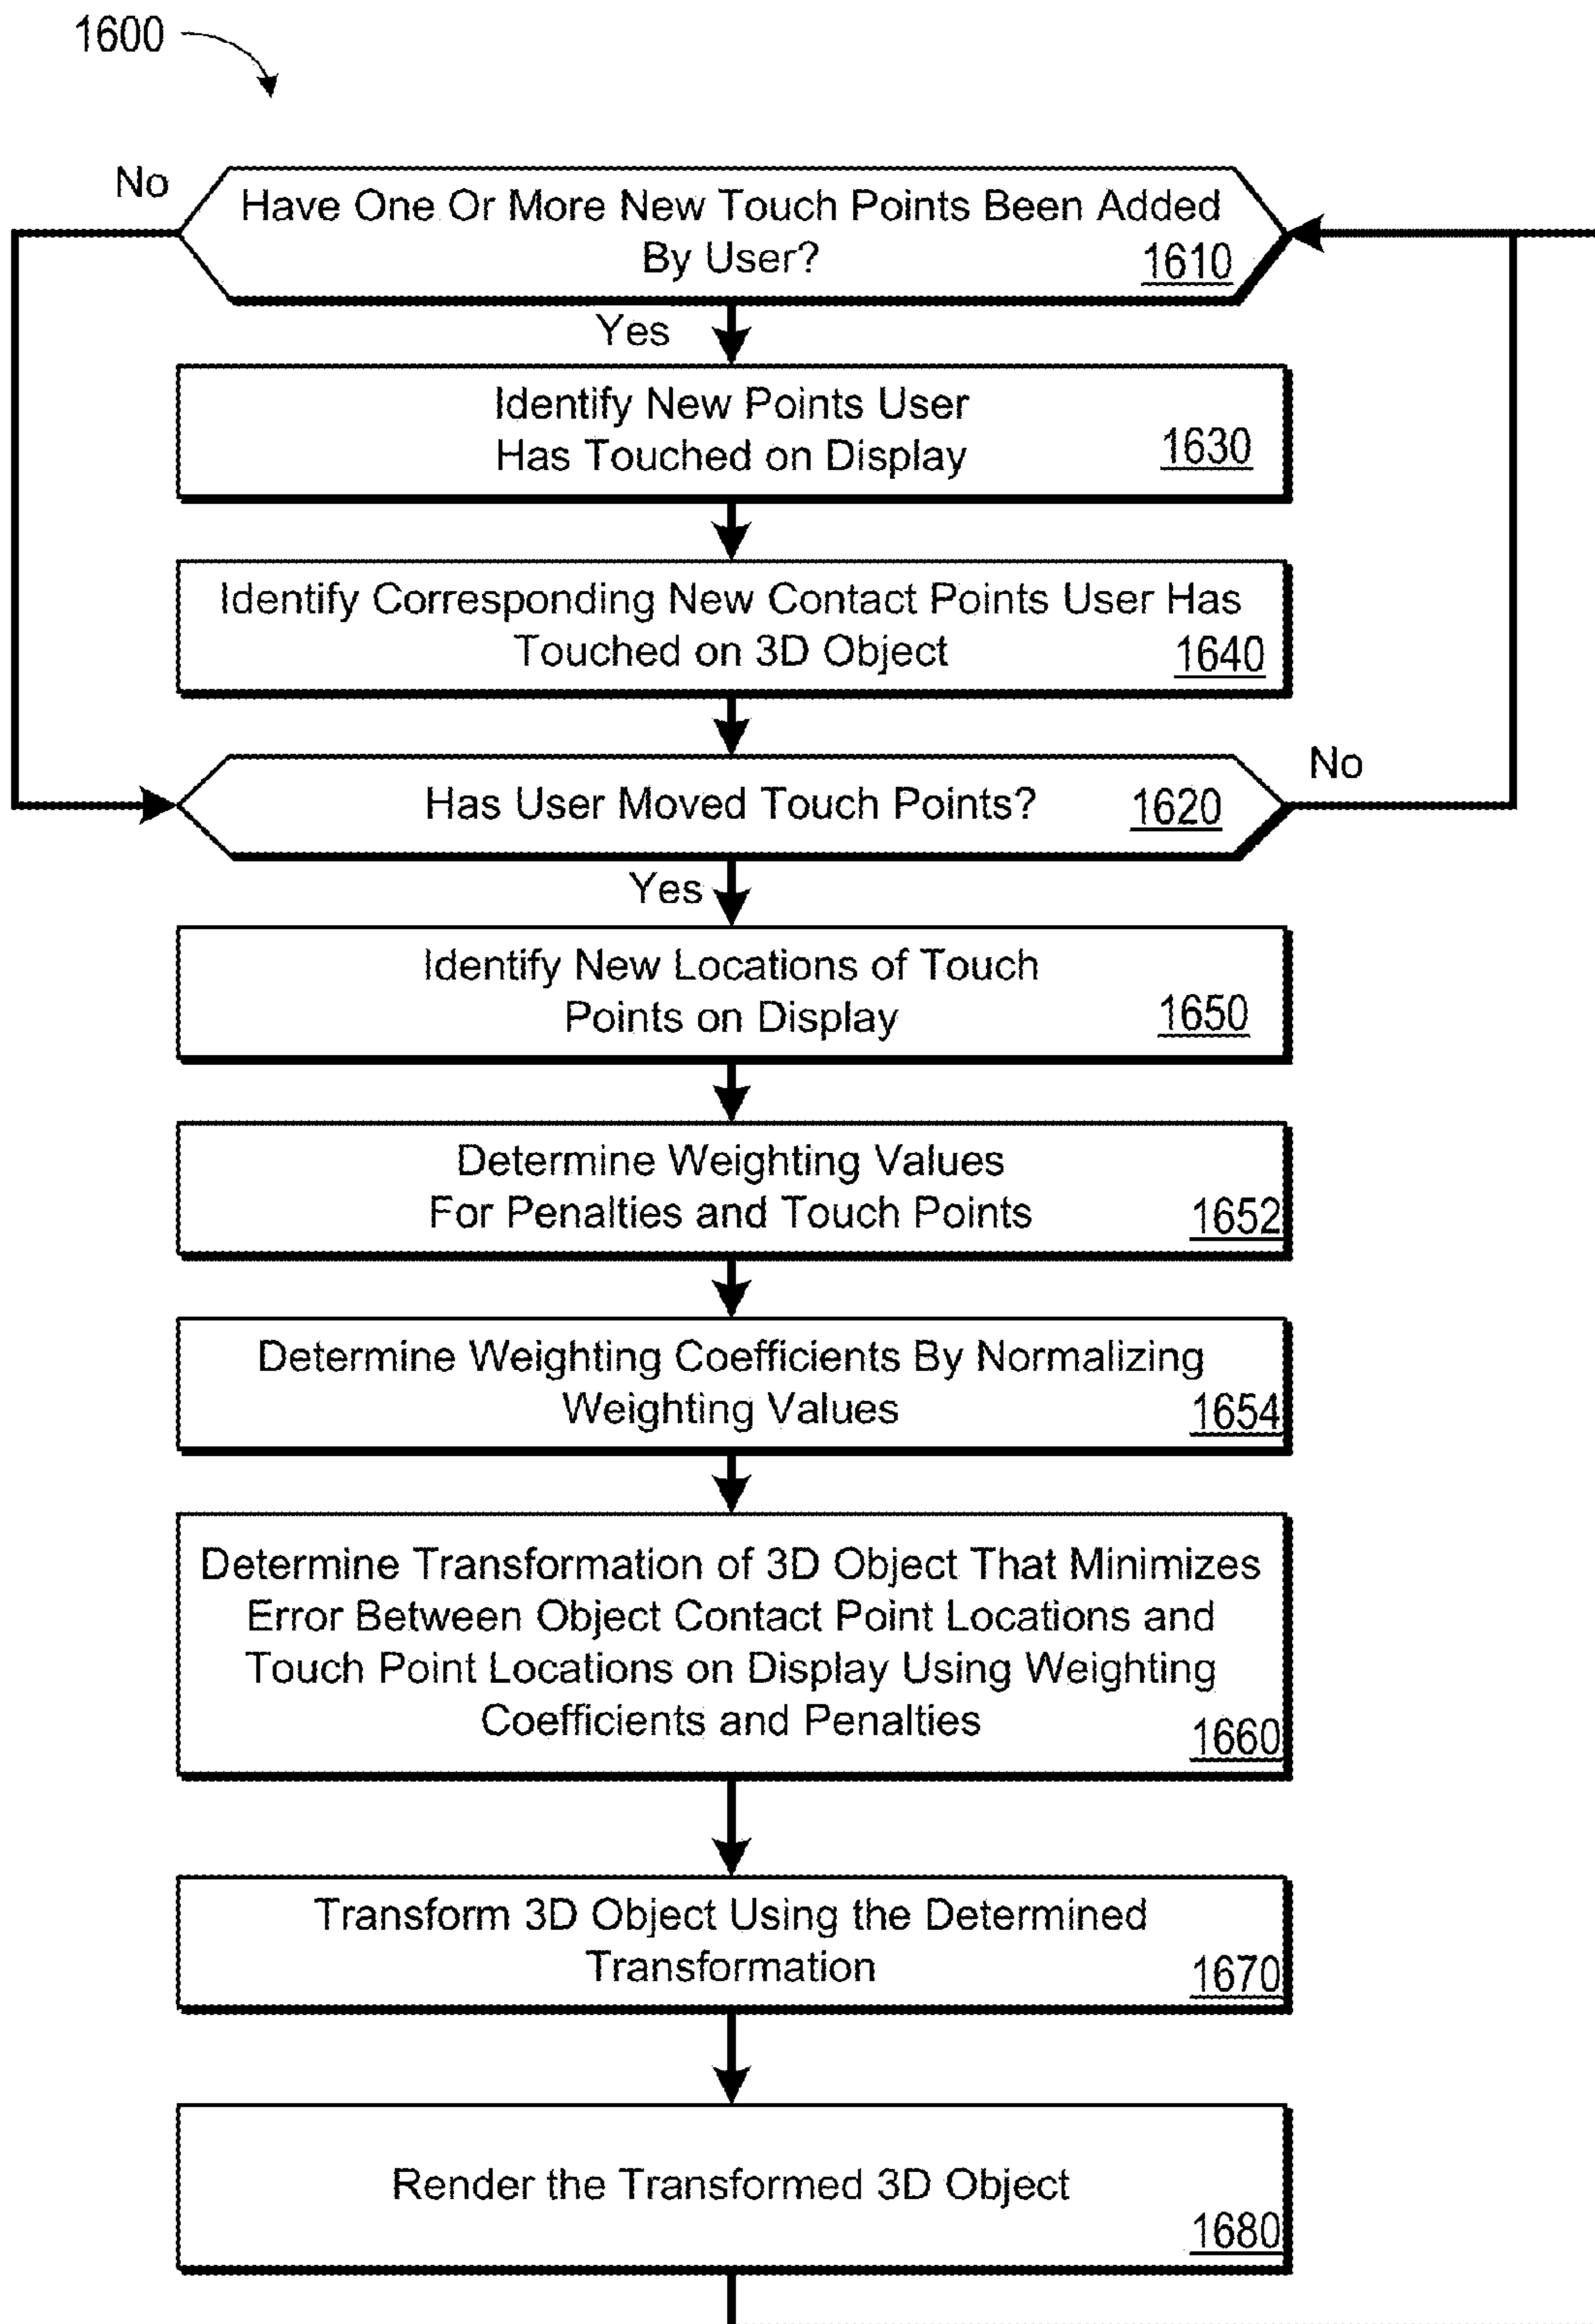 1600
No
Have One Or More New Touch Points Been Added
By User?
1610
Yes
Identify New Points User
Has Touched on Display
1630
Identify Corresponding New Contact Points User Has
Touched on 3D Object
1640
No
Has User Moved Touch Points?
1620
Yes
Identify New Locations of Touch
Points on Display
1650
Determine Weighting Values
For Penalties and Touch Points
1652
Determine Weighting Coefficients By Normalizing
Weighting Values
1654
Determine Transformation of 3D Object That Minimizes
Error Between Object Contact Point Locations and
Touch Point Locations on Display Using Weighting
Coefficients and Penalties
1660
Transform 3D Object Using the Determined
Transformation
1670
Render the Transformed 3D Object
1680